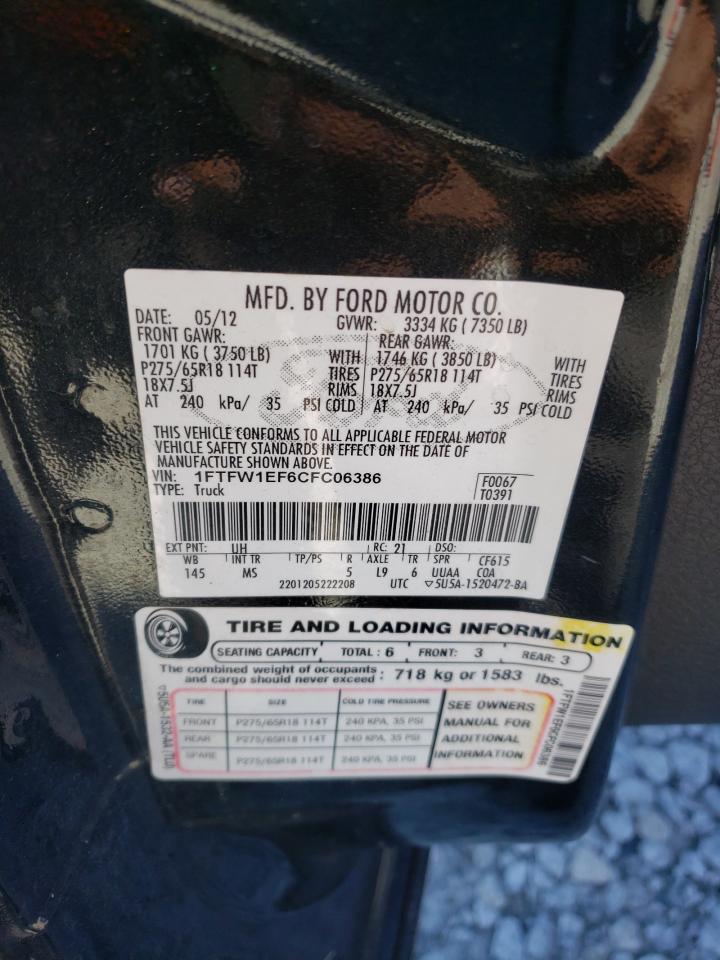 MFD. BY FORD MOTOR CO.
DATE: 05/12 GVWR: 3334 KG ( 7350 LB)
FRONT GAWR: REAR GAWR:
1701 KG ( 3750 LB) WITH 1746 KG ( 3850 LB) WITH
P275/65R18 114T TIRES P275/65R18 114T TIRES
18X7.5J RIMS 18X7.5J RIMS
AT 240 kPa/ 35 PSI COLD AT 240 kPa/ 35 PSI COLD
THIS VEHICLE CONFORMS TO ALL APPLICABLE FEDERAL MOTOR
VEHICLE SAFETY STANDARDS IN EFFECT ON THE DATE OF
MANUFACTURE SHOWN ABOVE.
VIN: 1FTFW1EF6CFC06386 F0067
TYPE: Truck T0391
EXT PNT: UH RC: 21 DSO:
WB INT TR TP/PS R AXLE TR SPR CF615
145 MS 5 L9 6 UUAA COA
2201205222208 UTC ▽5U5A-1520472-BA
TIRE AND LOADING INFORMATION
SEATING CAPACITY TOTAL : 6 FRONT: 3 REAR: 3
The combined weight of occupants and cargo should never exceed : 718 kg or 1583 lbs.
TIRE SIZE COLD TIRE PRESSURE
FRONT P275/65R18 114T 240 KPA, 35 PSI
REAR P275/65R18 114T 240 KPA, 35 PSI
SPARE P275/65R18 114T 240 KPA, 35 PSI
SEE OWNERS
MANUAL FOR
ADDITIONAL
INFORMATION
▽5U5A-1532-AA (TL0)